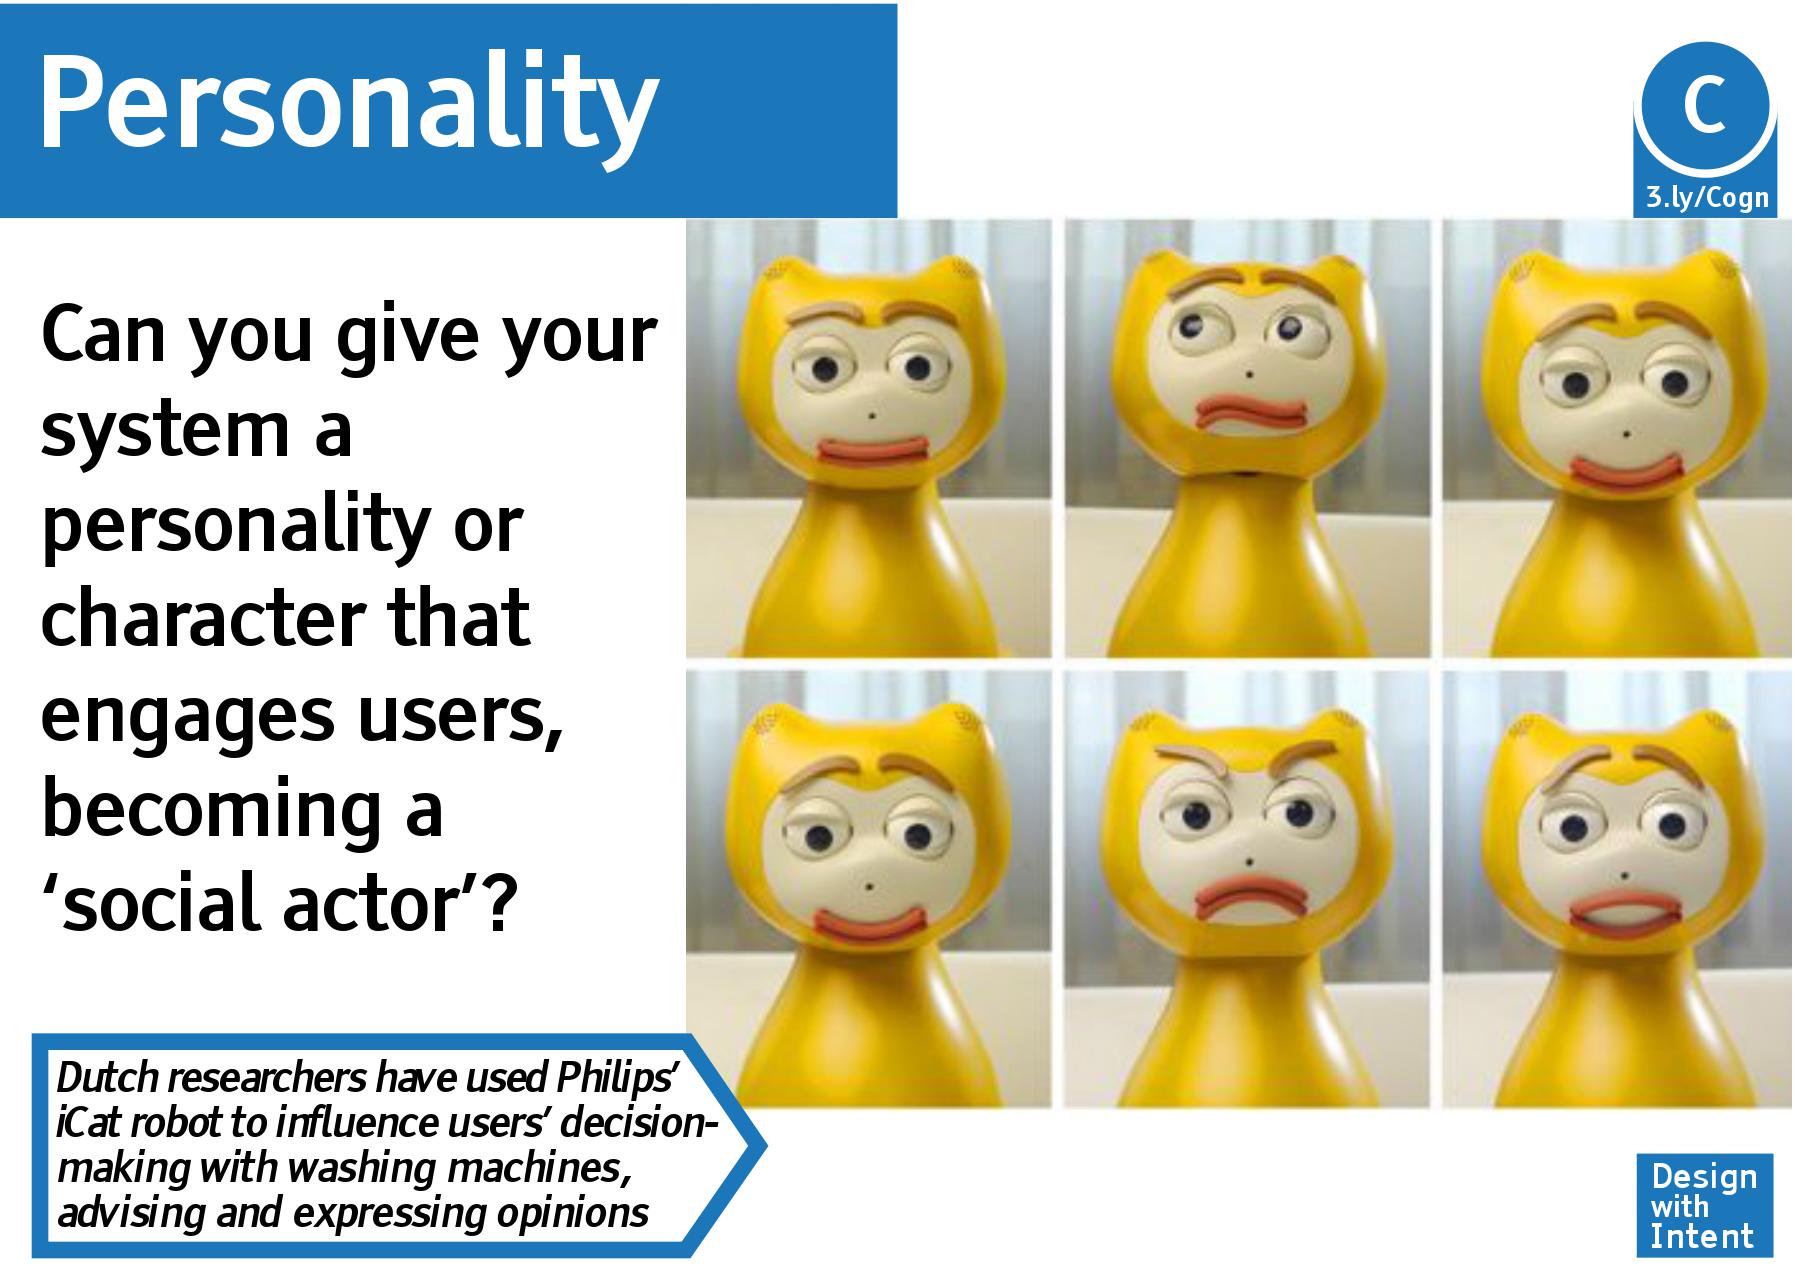 Personality
C
3.ly/Cogn
Can you give your
system a
personality or
character that
engages users,
becoming a
‘social actor’?
Dutch researchers have used Philips’
iCat robot to influence users’ decision-
making with washing machines,
advising and expressing opinions
Design
with
Intent